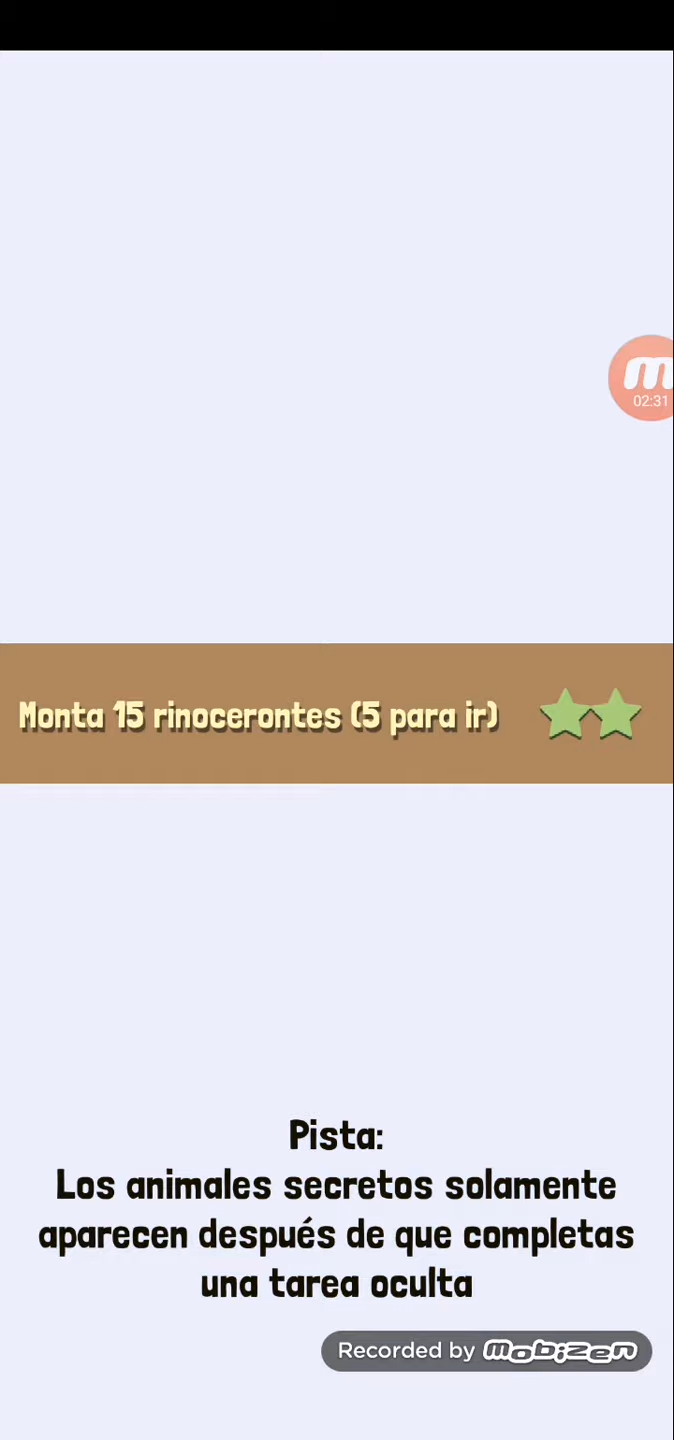 m
02:31
Monta 15 rinocerontes (5 para ir)
Pista:
Los animales secretos solamente
aparecen después de que completas
una tarea oculta
Recorded by mobizen